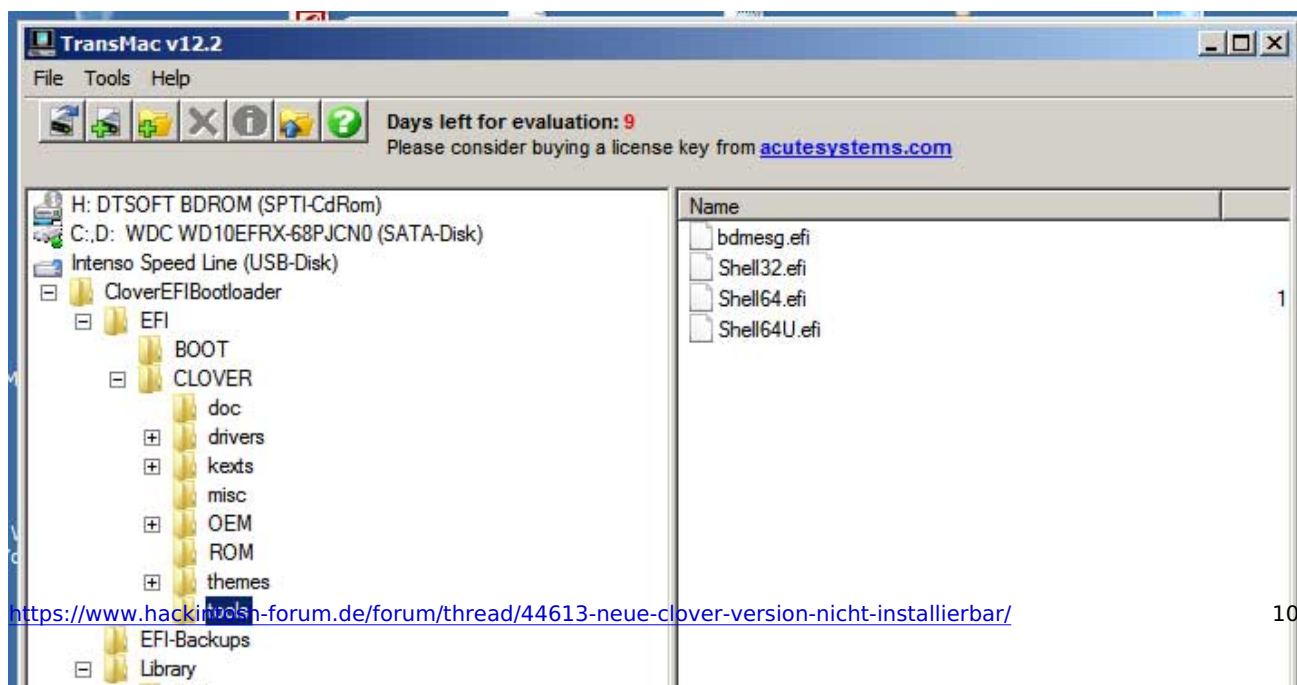 TransMac v12.2
File Tools Help
Days left for evaluation: 9
Please consider buying a license key from acutesystems.com
H: DTSOFT BDROM (SPTI-CdRom)
C:,D: WDC WD10EFRX-68PJCN0 (SATA-Disk)
Intenso Speed Line (USB-Disk)
CloverEFIBootloader
EFI
BOOT
CLOVER
doc
drivers
kexts
misc
OEM
ROM
themes
tools
EFI-Backups
Library
Name
bdmesg.efi
Shell32.efi
Shell64.efi 1
Shell64U.efi
https://www.hackintosh-forum.de/forum/thread/44613-neue-clover-version-nicht-installierbar/ 10